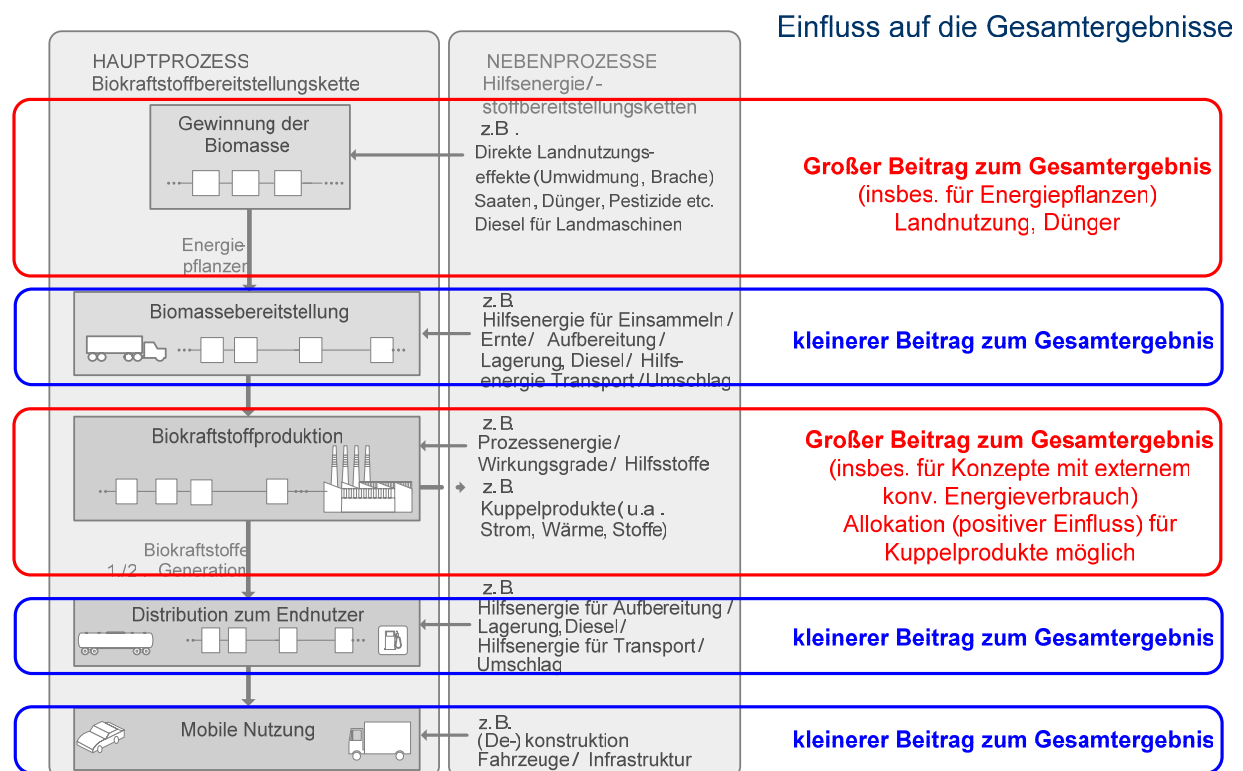 Einfluss auf die Gesamtergebnisse
HAUPTPROZESS
Biokraftstoffbereitstellungskette
NEBENPROZESSE
Hilfsenergie/-
stoffbereitstellungsketten
Gewinnung der
Biomasse
z.B .
Direkte Landnutzungs-
effekte (Umwidmung, Brache)
Saaten, Dünger, Pestizide etc.
Diesel für Landmaschinen
Großer Beitrag zum Gesamtergebnis
(insbes. für Energiepflanzen)
Landnutzung, Dünger
Energie
pflanzer
Biomassebereitstellung
z.B.
Hilfsenergie für Einsammeln /
Ernte/ Aufbereitung /
Lagerung, Diesel/ Hilfs-
energie Transport / Umschlag
kleinerer Beitrag zum Gesamtergebnis
Biokraftstoffproduktion
z.B.
Prozessenergie/
Wirkungsgrade/ Hilfsstoffe
z.B.
Kuppelprodukte (u.a .
Strom, Wärme, Stoffe)
Großer Beitrag zum Gesamtergebnis
(insbes. für Konzepte mit externem
konv. Energieverbrauch)
Allokation (positiver Einfluss) für
Kuppelprodukte möglich
Biokraftstoffe
1./2 . Generation
Distribution zum Endnutzer
z.B.
Hilfsenergie für Aufbereitung /
Lagerung, Diesel /
Hilfsenergie für Transport /
Umschlag
kleinerer Beitrag zum Gesamtergebnis
Mobile Nutzung
z.B.
(De-) konstruktion
Fahrzeuge / Infrastruktur
kleinerer Beitrag zum Gesamtergebnis